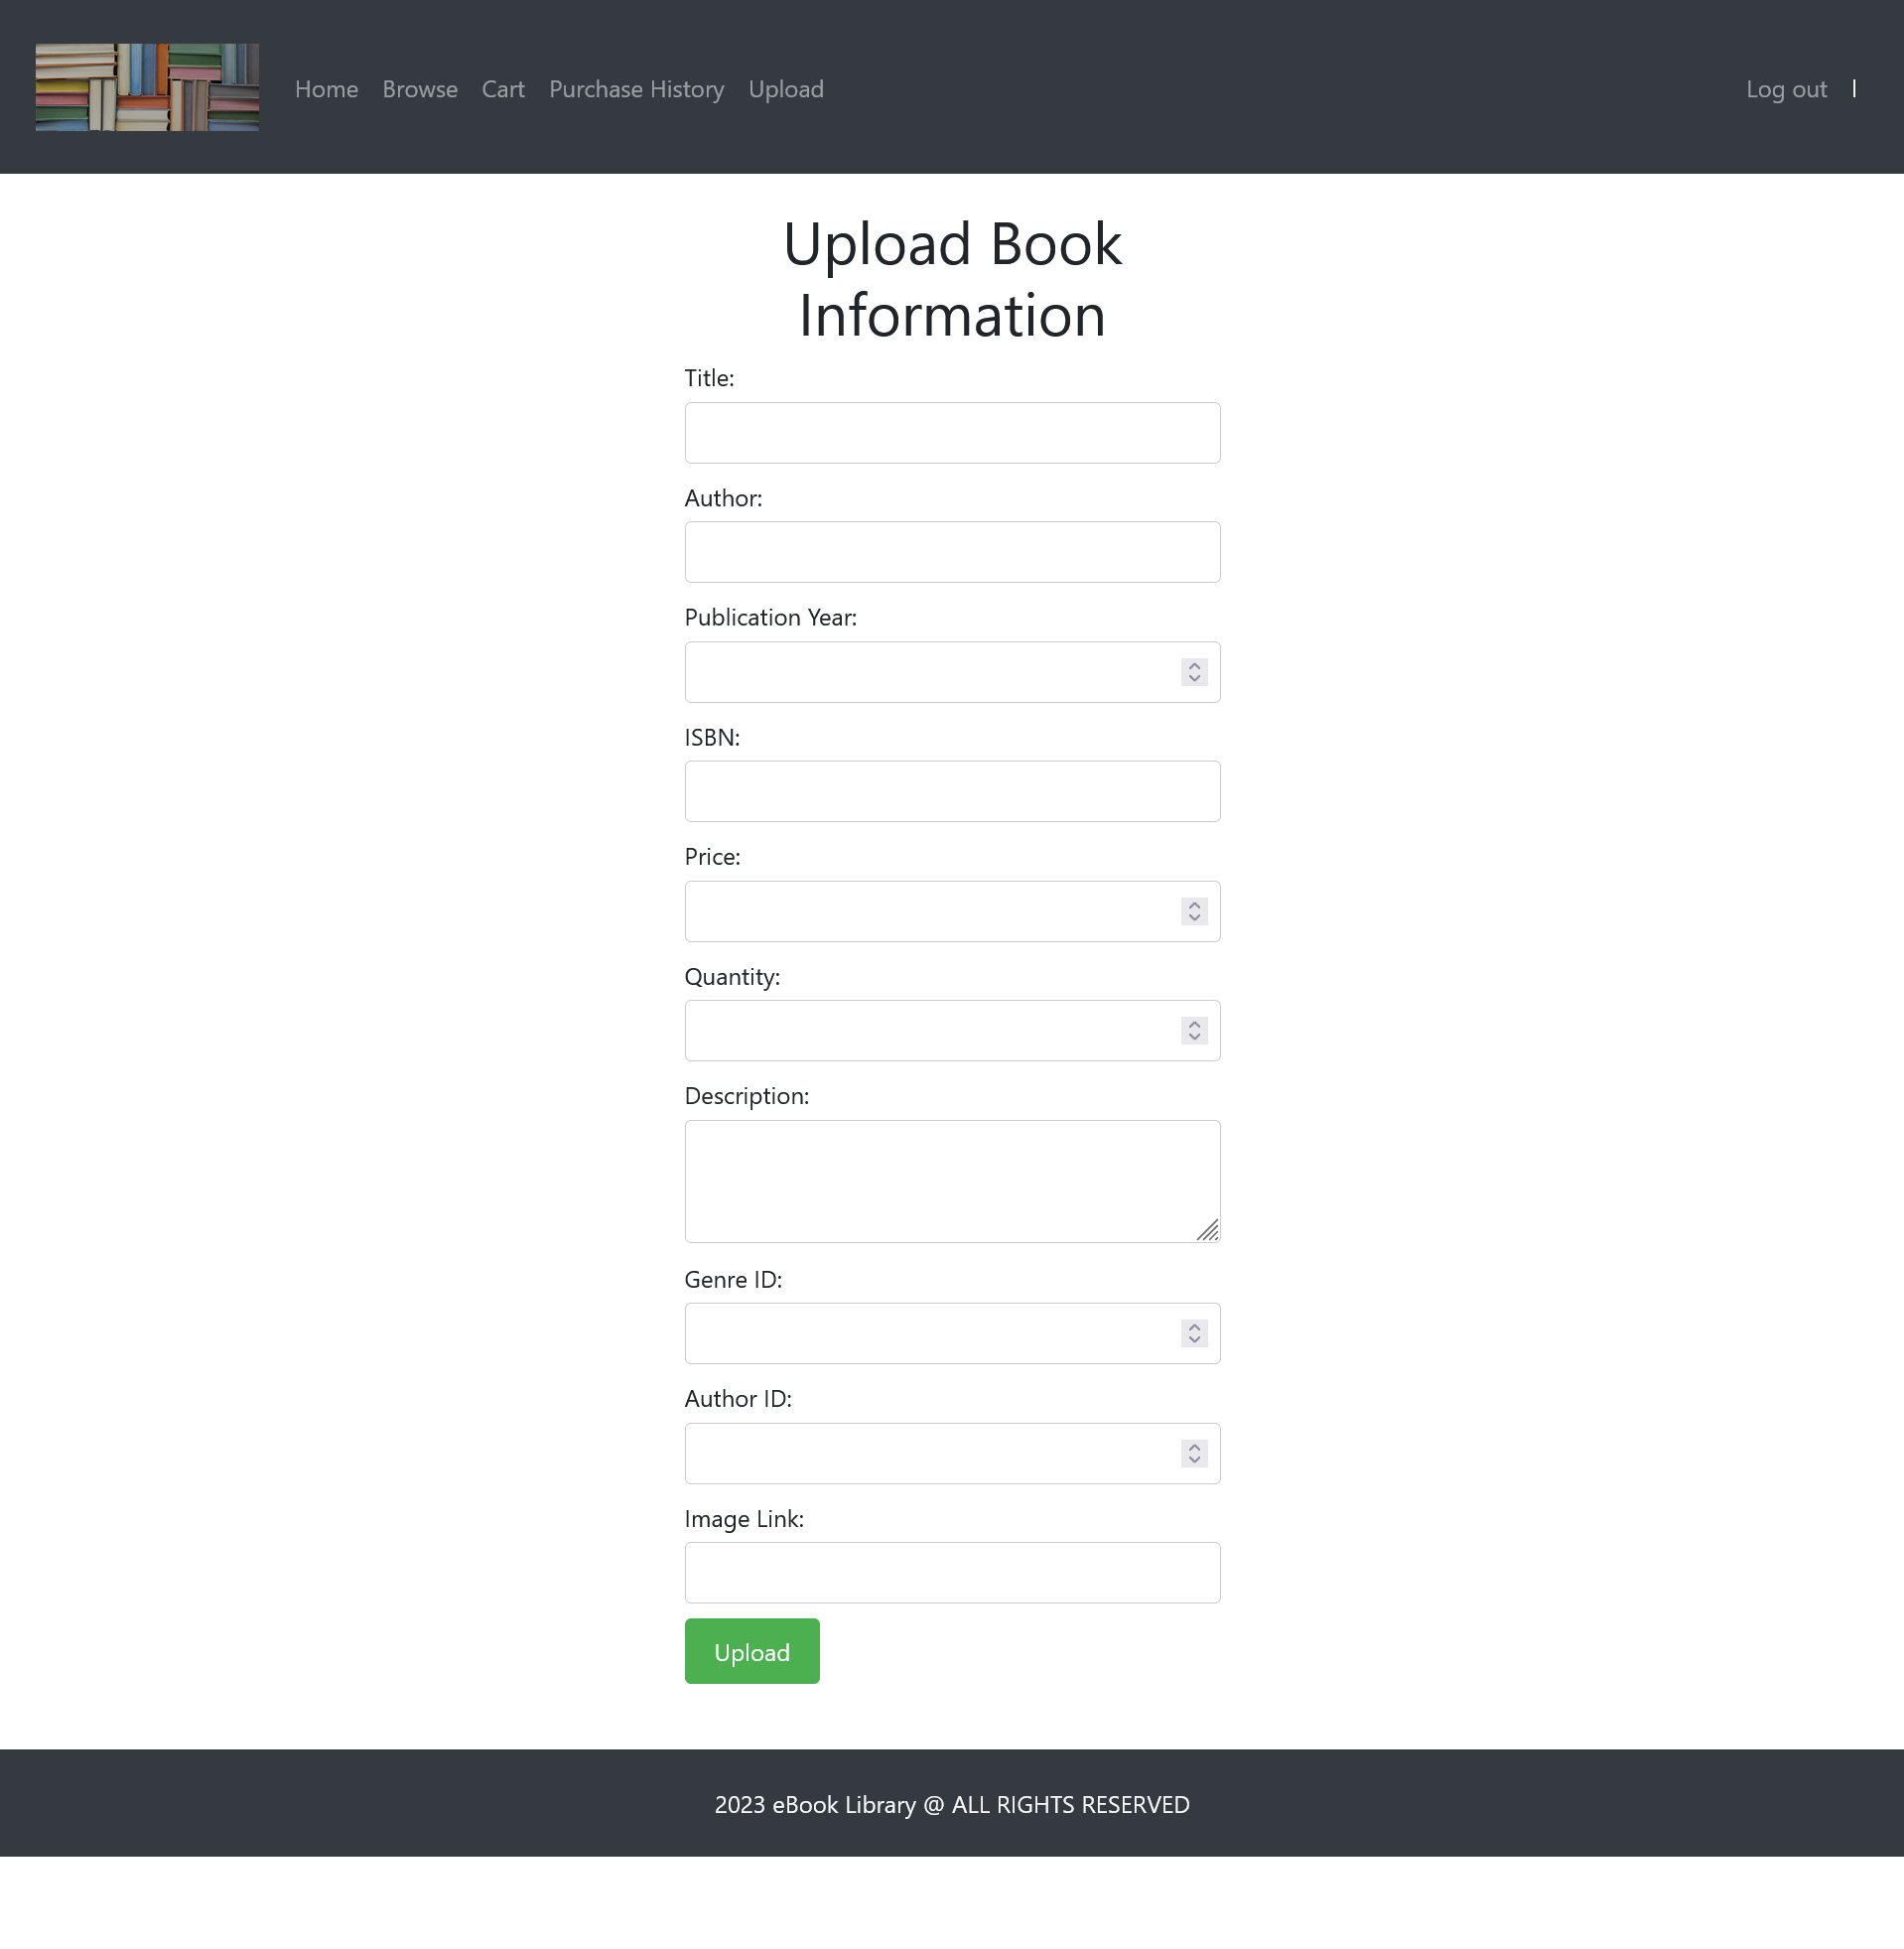 Home Browse Cart Purchase History Upload Log out |
Upload Book
Information
Title:
Author:
Publication Year:
ISBN:
Price:
Quantity:
Description:
Genre ID:
Author ID:
Image Link:
Upload
2023 eBook Library @ ALL RIGHTS RESERVED